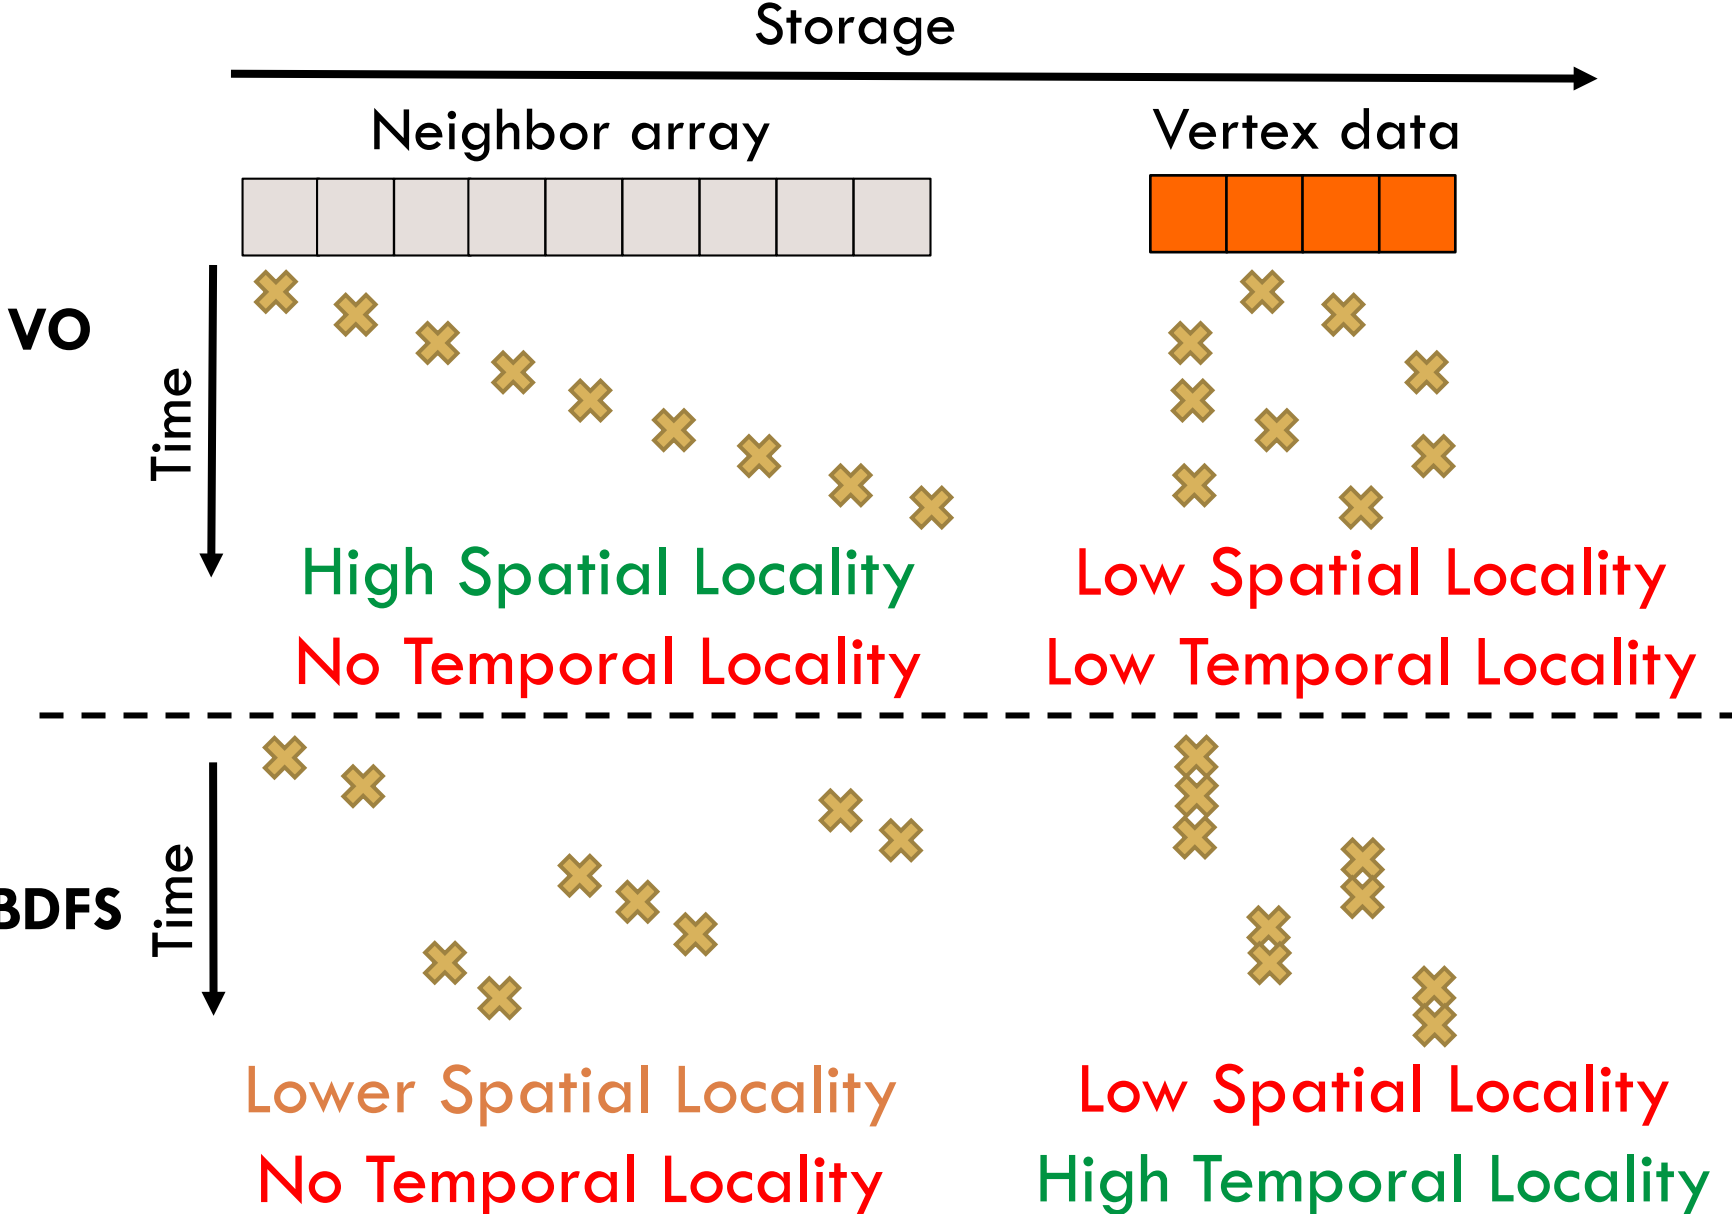 Storage
Neighbor array
Vertex data
VO
Time
High Spatial Locality
No Temporal Locality
Low Spatial Locality
Low Temporal Locality
BDFS
Time
Lower Spatial Locality
No Temporal Locality
Low Spatial Locality
High Temporal Locality